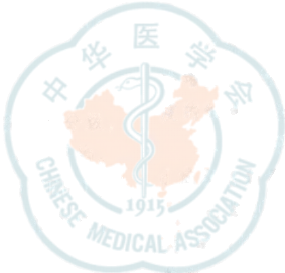 中华医学会
1915
CHINESE MEDICAL ASSOCIATION